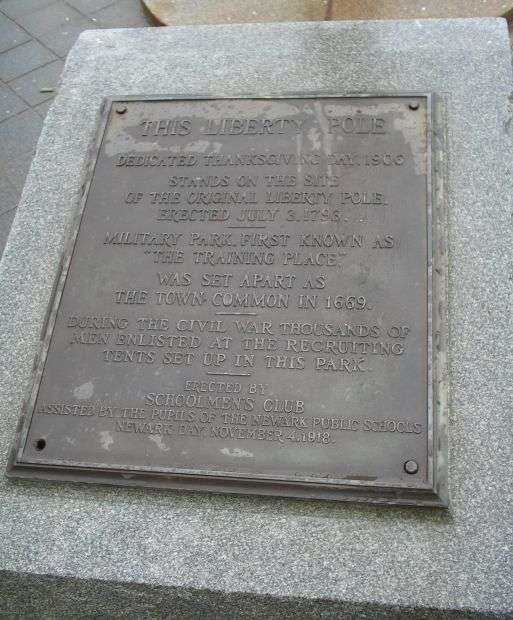 THIS LIBERTY POLE
DEDICATED THANKSGIVING DAY, 1906
STANDS ON THE SITE
OF THE ORIGINAL LIBERTY POLE.
ERECTED JULY 3, 1793.
MILITARY PARK, FIRST KNOWN AS
"THE TRAINING PLACE,"
WAS SET APART AS
THE TOWN COMMON IN 1669.
DURING THE CIVIL WAR THOUSANDS OF
MEN ENLISTED AT THE RECRUITING
TENTS SET UP IN THIS PARK.
ERECTED BY
SCHOOLMEN'S CLUB
ASSISTED BY THE PUPILS OF THE NEWARK PUBLIC SCHOOLS
NEWARK DAY, NOVEMBER 4, 1918.